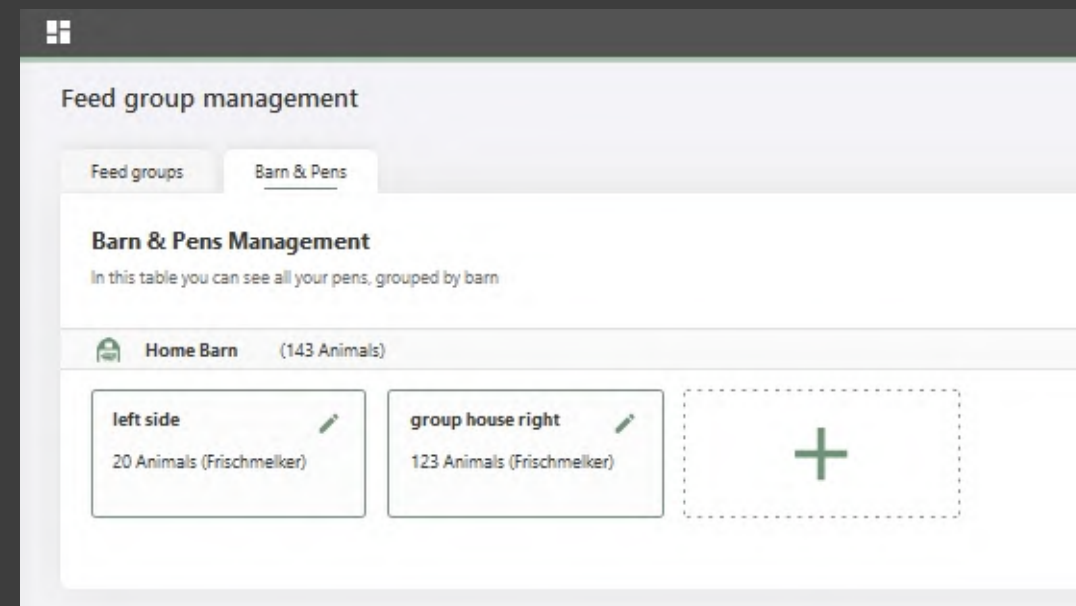 Feed group management
Feed groups
Barn & Pens
Barn & Pens Management
In this table you can see all your pens, grouped by barn
Home Barn (143 Animals)
left side
20 Animals (Frischmelker)
group house right
123 Animals (Frischmelker)